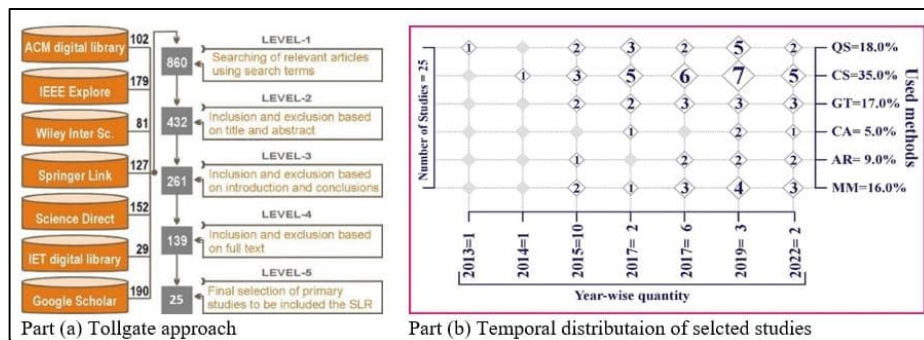 ACM digital library
102
IEEE Explore
179
Wiley Inter Sc.
81
Springer Link
127
Science Direct
152
IET digital library
29
Google Scholar
190
860
432
261
139
25
LEVEL-1
Searching of relevant articles
using search terms
LEVEL-2
Inclusion and exclusion based
on title and abstract
LEVEL-3
Inclusion and exclusion based on
introduction and conclusions
LEVEL-4
Inclusion and exclusion based
on full text
LEVEL-5
Final selection of primary
studies to be included the SLR
Part (a) Tollgate approach
Number of Studies = 25
1 2 3 2 5 2 QS=18.0%
1 3 5 6 7 5 CS=35.0%
2 2 3 3 3 GT=17.0%
1 2 1 CA= 5.0%
1 2 2 2 AR= 9.0%
2 1 3 4 3 MM=16.0%
Used methods
2013=1
2014=1
2015=10
2017= 2
2017= 6
2019= 3
2022= 2
Year-wise quantity
Part (b) Temporal distributaion of selcted studies